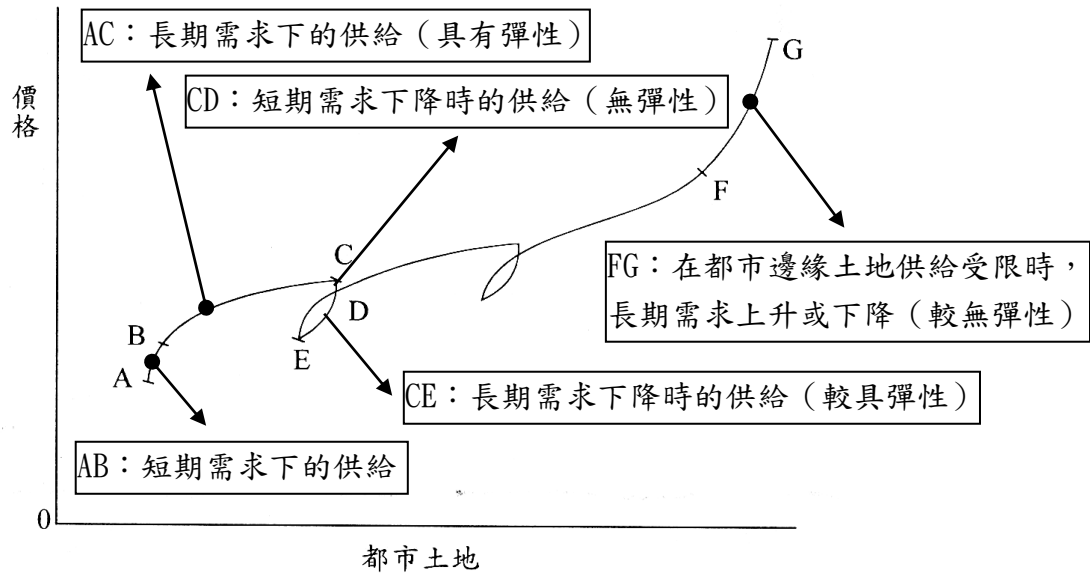 AC：長期需求下的供給（具有彈性）
CD：短期需求下降時的供給（無彈性）
價格
G
F
C
FG：在都市邊緣土地供給受限時，
長期需求上升或下降（較無彈性）
D
B
E
A
CE：長期需求下降時的供給（較具彈性）
AB：短期需求下的供給
0
都市土地